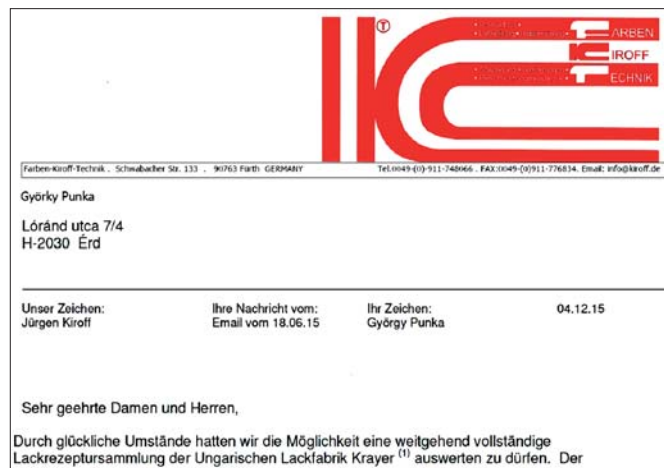 T
ARBEN
IROFF
ECHNIK
Farben-Kiroff-Technik . Schwabacher Str. 133 . 90763 Fürth GERMANY Tel.0049-(0)-911-748066 . FAX:0049-(0)911-776834. Email: info@kiroff.de
Györky Punka
Lóránd utca 7/4
H-2030 Érd
Unser Zeichen: Ihre Nachricht vom: Ihr Zeichen: 04.12.15
Jürgen Kiroff Email vom 18.06.15 György Punka
Sehr geehrte Damen und Herren,
Durch glückliche Umstände hatten wir die Möglichkeit eine weitgehend vollständige
Lackrezeptursammlung der Ungarischen Lackfabrik Krayer (1) auswerten zu dürfen. Der